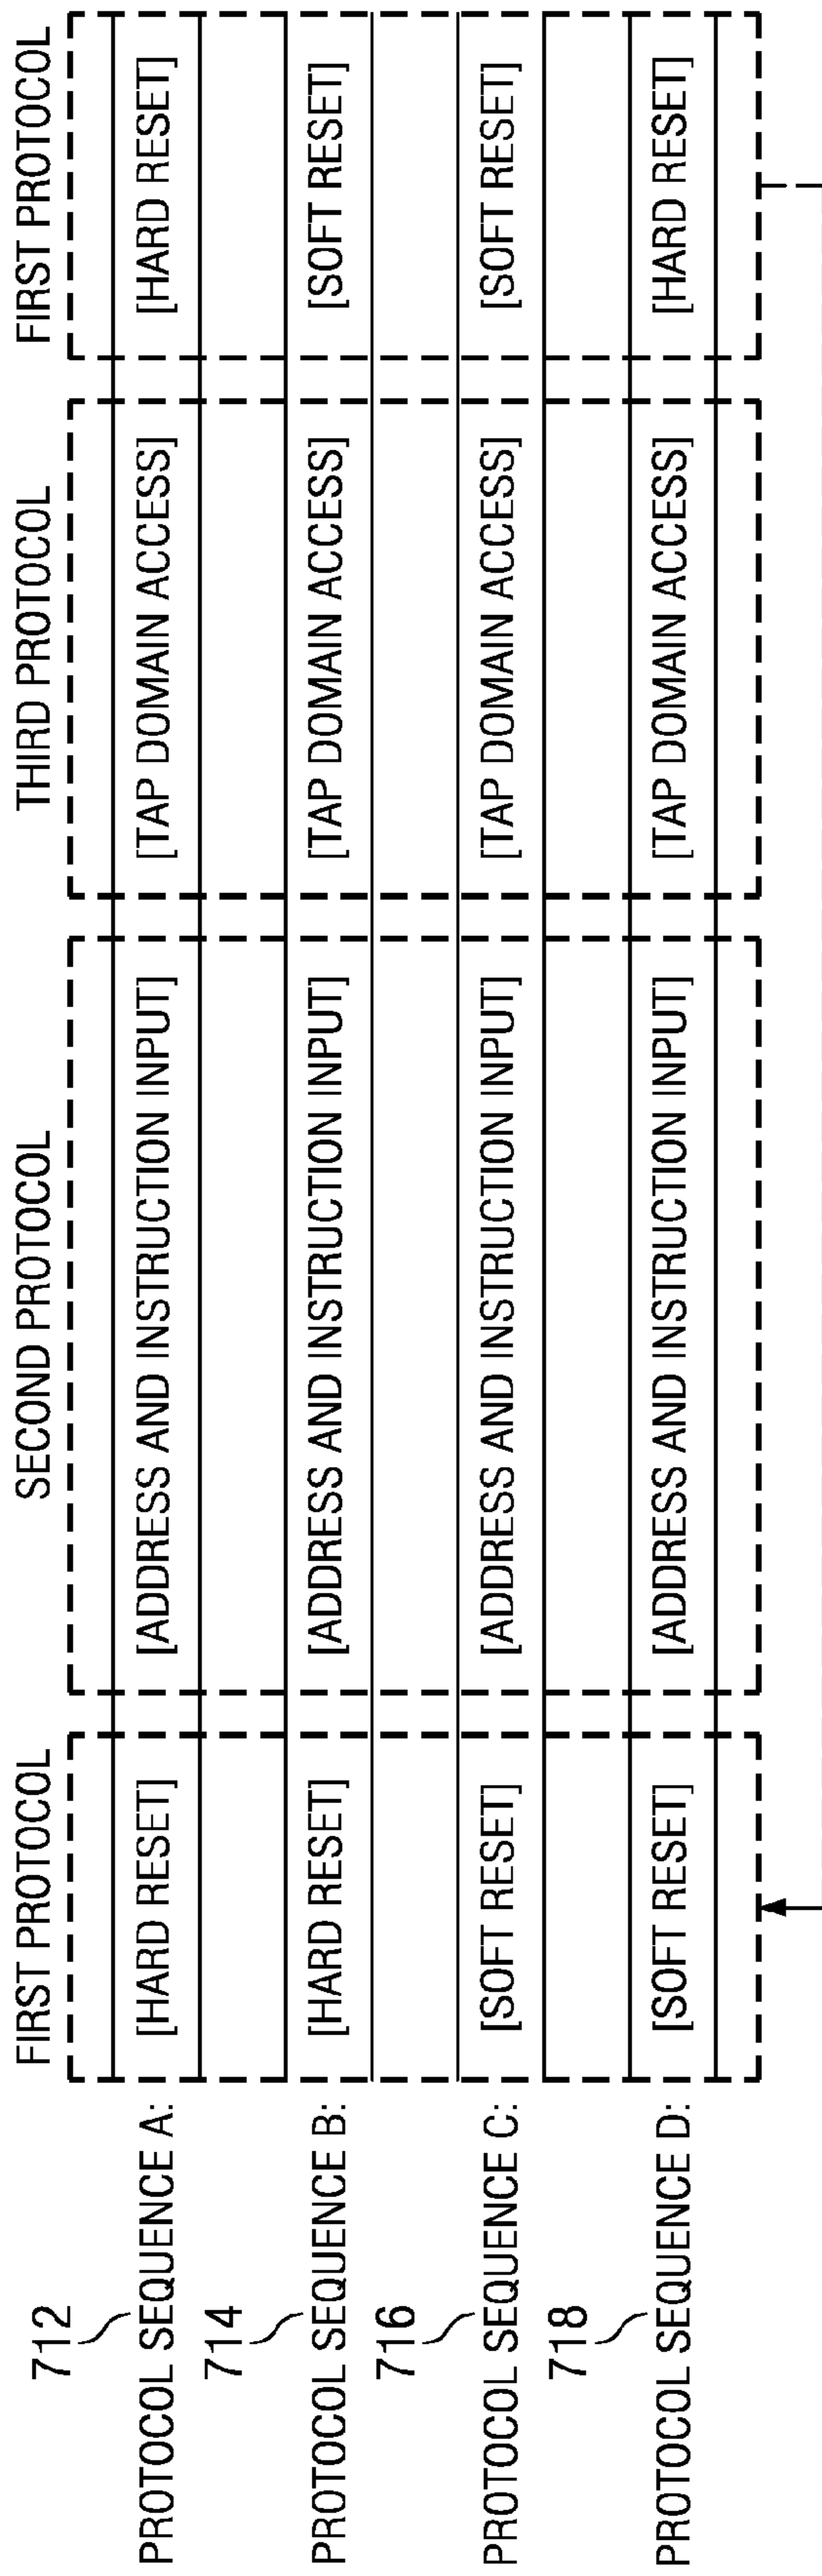 FIRST PROTOCOL SECOND PROTOCOL THIRD PROTOCOL FIRST PROTOCOL
712
PROTOCOL SEQUENCE A: [HARD RESET] [ADDRESS AND INSTRUCTION INPUT] [TAP DOMAIN ACCESS] [HARD RESET]
714
PROTOCOL SEQUENCE B: [HARD RESET] [ADDRESS AND INSTRUCTION INPUT] [TAP DOMAIN ACCESS] [SOFT RESET]
716
PROTOCOL SEQUENCE C: [SOFT RESET] [ADDRESS AND INSTRUCTION INPUT] [TAP DOMAIN ACCESS] [SOFT RESET]
718
PROTOCOL SEQUENCE D: [SOFT RESET] [ADDRESS AND INSTRUCTION INPUT] [TAP DOMAIN ACCESS] [HARD RESET]